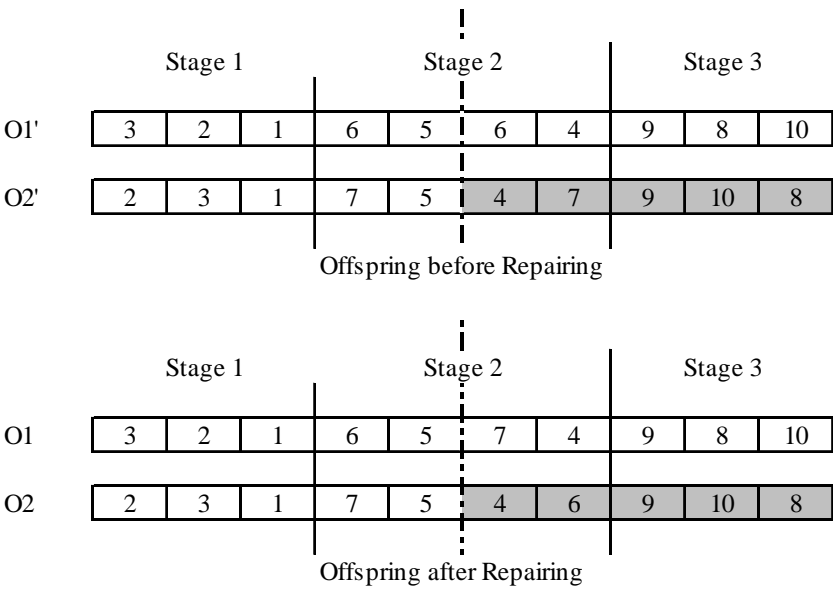 Stage 1 Stage 2 Stage 3
O1' 3 2 1 6 5 6 4 9 8 10
O2' 2 3 1 7 5 4 7 9 10 8
Offspring before Repairing
Stage 1 Stage 2 Stage 3
O1 3 2 1 6 5 7 4 9 8 10
O2 2 3 1 7 5 4 6 9 10 8
Offspring after Repairing